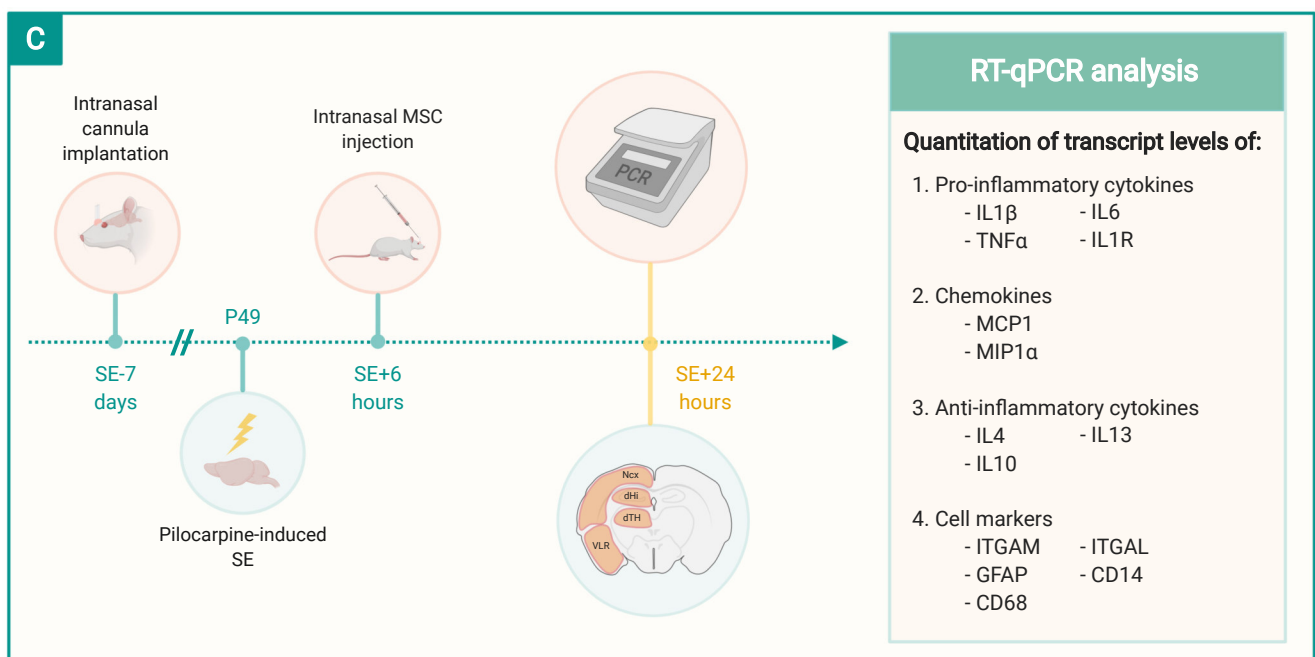 C
Intranasal
cannula
implantation
Intranasal MSC
injection
PCR
P49
SE-7
days
SE+6
hours
SE+24
hours
Pilocarpine-induced
SE
Ncx
dHi
dTH
VLR
RT-qPCR analysis
Quantitation of transcript levels of:
1. Pro-inflammatory cytokines
- IL1β - IL6
- TNFα - IL1R
2. Chemokines
- MCP1
- MIP1α
3. Anti-inflammatory cytokines
- IL4 - IL13
- IL10
4. Cell markers
- ITGAM - ITGAL
- GFAP - CD14
- CD68